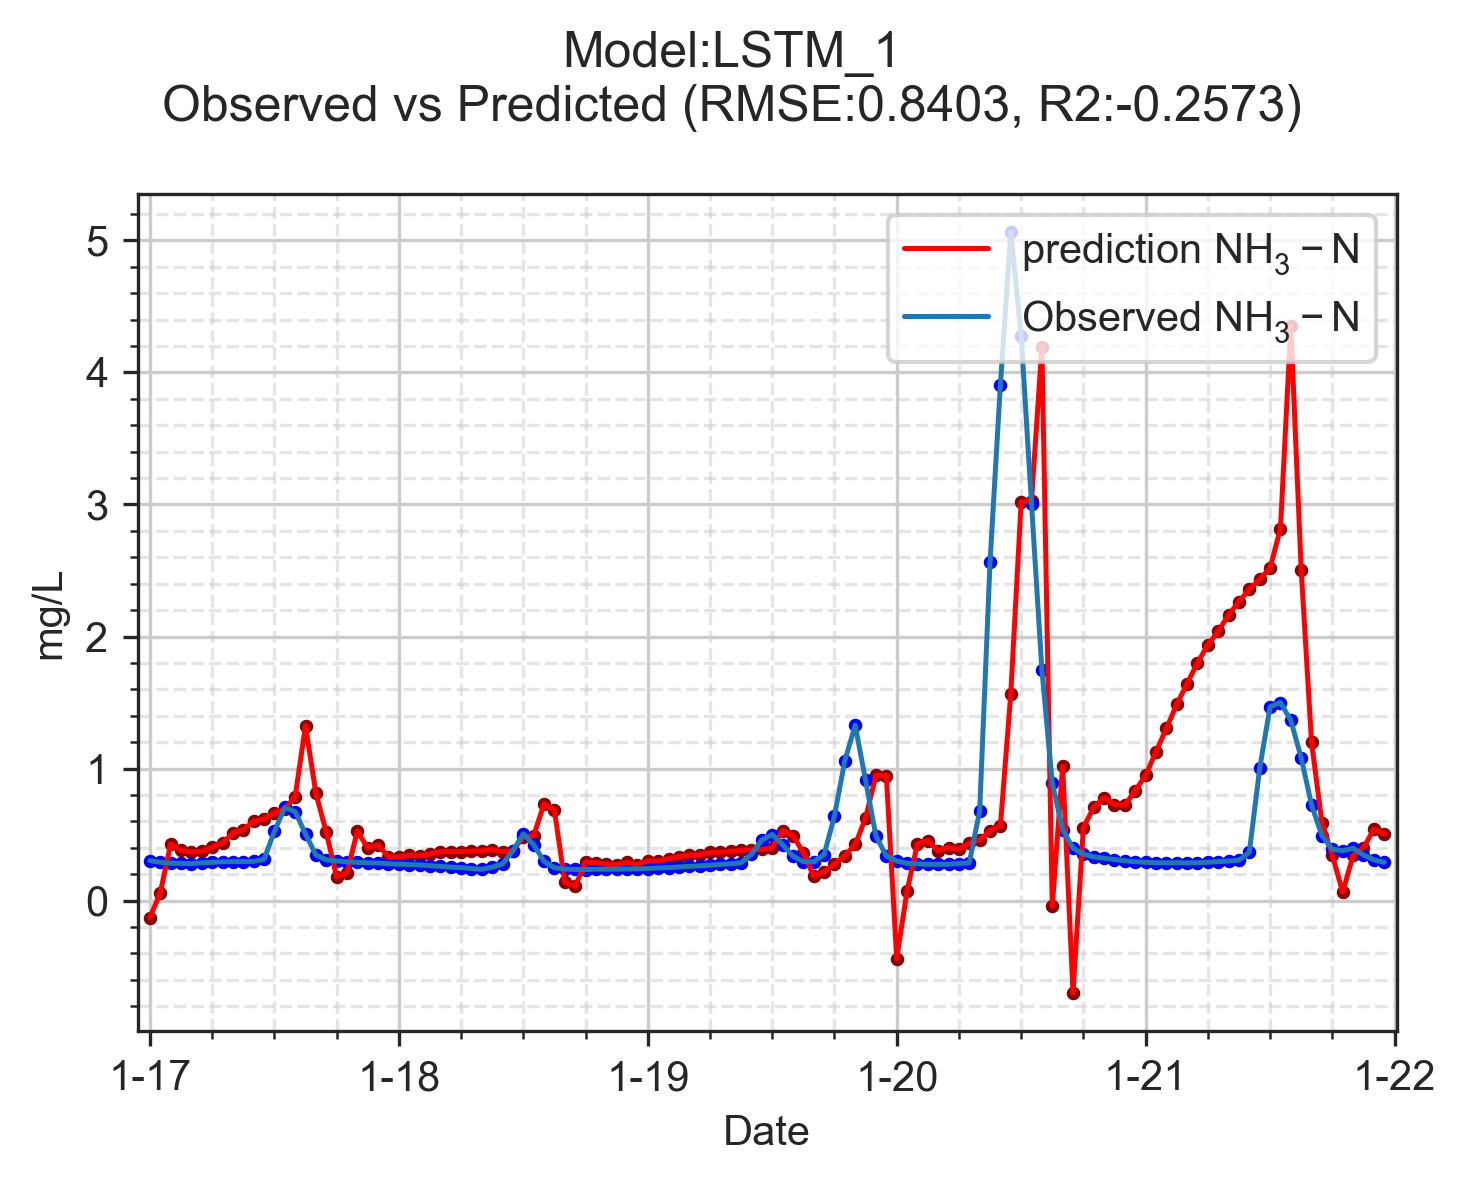 Model:LSTM_1
Observed vs Predicted (RMSE:0.8403, R2:-0.2573)
prediction NH₃ − N
Observed NH₃ − N
5
4
3
2
1
0
mg/L
1-17 1-18 1-19 1-20 1-21 1-22
Date